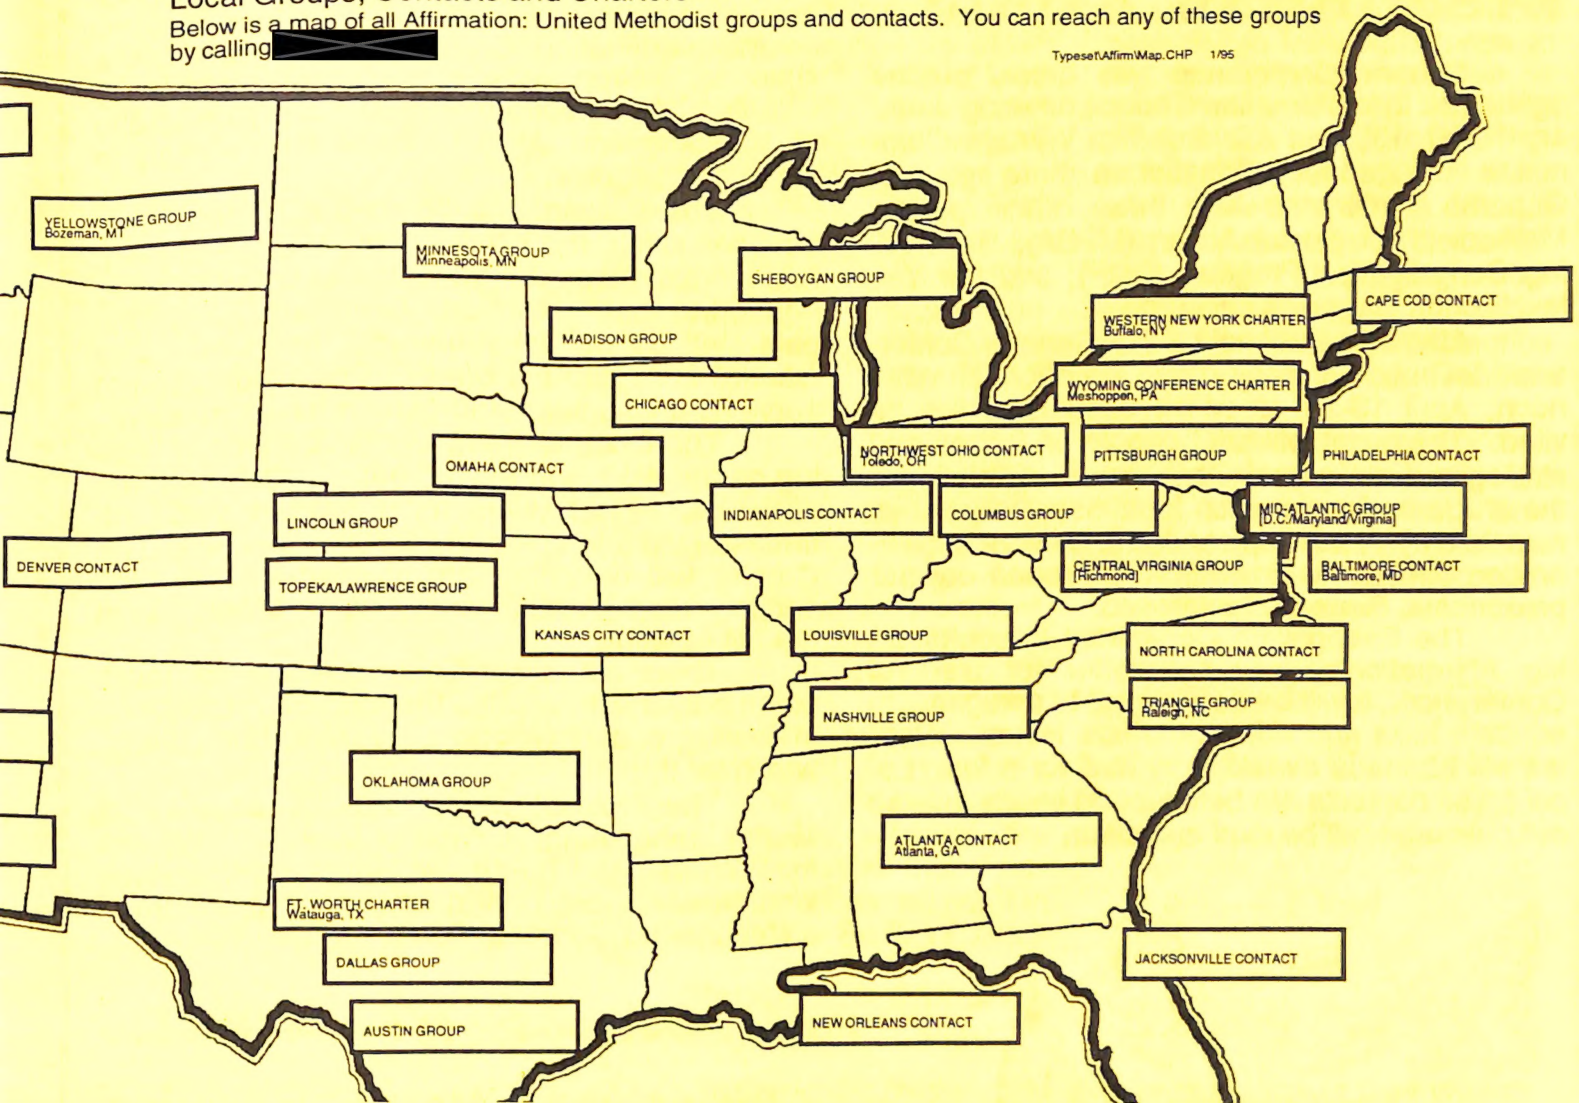 Local Groups, Contacts and Charters
Below is a map of all Affirmation: United Methodist groups and contacts. You can reach any of these groups
by calling
Typeset\Affirm\Map.CHP 1/95
YELLOWSTONE GROUP
Bozeman, MT
MINNESOTA GROUP
Minneapolis, MN
SHEBOYGAN GROUP
CAPE COD CONTACT
WESTERN NEW YORK CHARTER
Buffalo, NY
MADISON GROUP
WYOMING CONFERENCE CHARTER
Meshoppen, PA
CHICAGO CONTACT
OMAHA CONTACT
NORTHWEST OHIO CONTACT
Toledo, OH
PITTSBURGH GROUP
PHILADELPHIA CONTACT
LINCOLN GROUP
INDIANAPOLIS CONTACT
COLUMBUS GROUP
MID-ATLANTIC GROUP
[D.C./Maryland/Virginia]
DENVER CONTACT
TOPEKA/LAWRENCE GROUP
CENTRAL VIRGINIA GROUP
[Richmond]
BALTIMORE CONTACT
Baltimore, MD
KANSAS CITY CONTACT
LOUISVILLE GROUP
NORTH CAROLINA CONTACT
NASHVILLE GROUP
TRIANGLE GROUP
Raleigh, NC
OKLAHOMA GROUP
ATLANTA CONTACT
Atlanta, GA
FT. WORTH CHARTER
Watauga, TX
DALLAS GROUP
JACKSONVILLE CONTACT
AUSTIN GROUP
NEW ORLEANS CONTACT